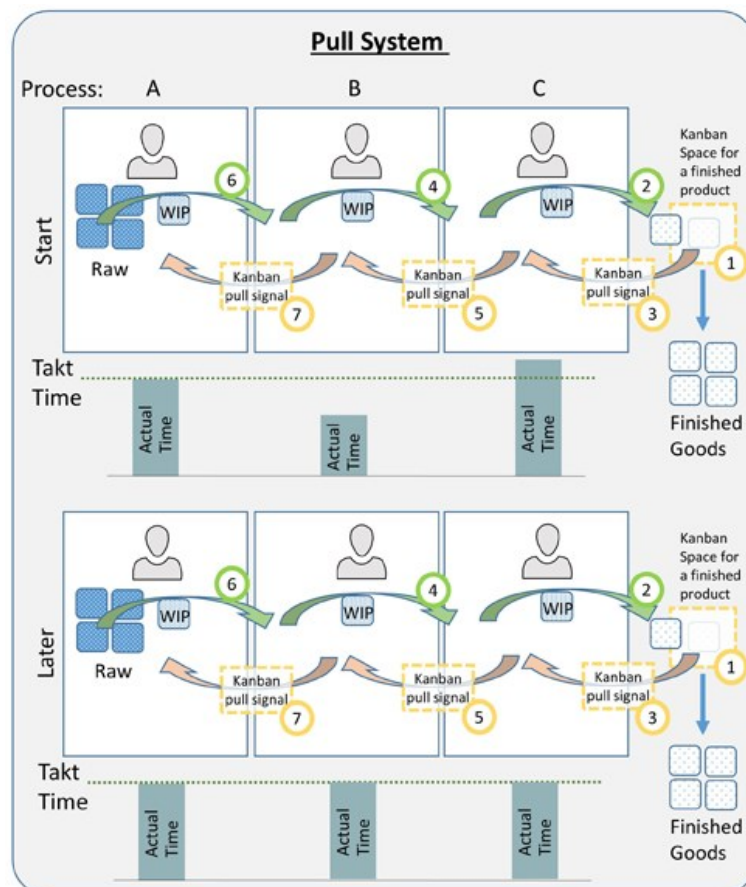 Pull System
Process: A B C
Kanban
Space for
a finished
product
6
4
2
WIP
WIP
WIP
Start
Raw
Kanban
pull signal
7
Kanban
pull signal
5
Kanban
pull signal
3
1
Takt
Time
Actual
Time
Actual
Time
Actual
Time
Finished
Goods
Kanban
Space for
a finished
product
6
4
2
WIP
WIP
WIP
Later
Raw
Kanban
pull signal
7
Kanban
pull signal
5
Kanban
pull signal
3
1
Takt
Time
Actual
Time
Actual
Time
Actual
Time
Finished
Goods